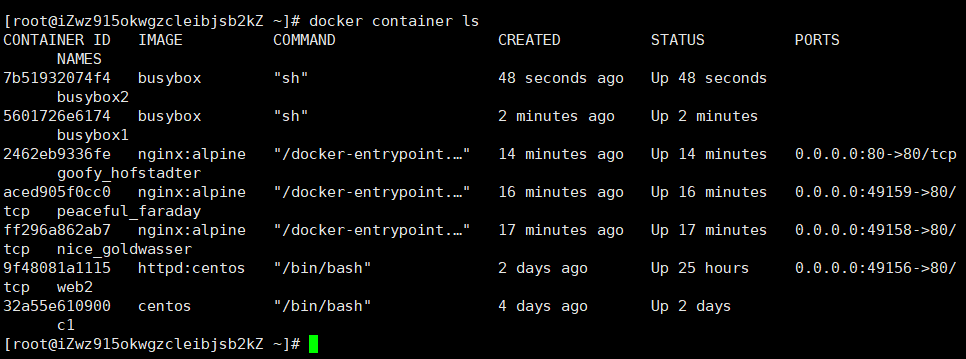 [root@iZwz915okwgzcleibjsb2kZ ~]# docker container ls
CONTAINER ID   IMAGE          COMMAND                  CREATED          STATUS          PORTS
      NAMES
7b51932074f4   busybox        "sh"                     48 seconds ago   Up 48 seconds
      busybox2
5601726e6174   busybox        "sh"                     2 minutes ago    Up 2 minutes
      busybox1
2462eb9336fe   nginx:alpine   "/docker-entrypoint.…"   14 minutes ago   Up 14 minutes   0.0.0.0:80->80/tcp
      goofy_hofstadter
aced905f0cc0   nginx:alpine   "/docker-entrypoint.…"   16 minutes ago   Up 16 minutes   0.0.0.0:49159->80/
tcp   peaceful_faraday
ff296a862ab7   nginx:alpine   "/docker-entrypoint.…"   17 minutes ago   Up 17 minutes   0.0.0.0:49158->80/
tcp   nice_goldwasser
9f48081a1115   httpd:centos   "/bin/bash"              2 days ago       Up 25 hours     0.0.0.0:49156->80/
tcp   web2
32a55e610900   centos         "/bin/bash"              4 days ago       Up 2 days
      c1
[root@iZwz915okwgzcleibjsb2kZ ~]#